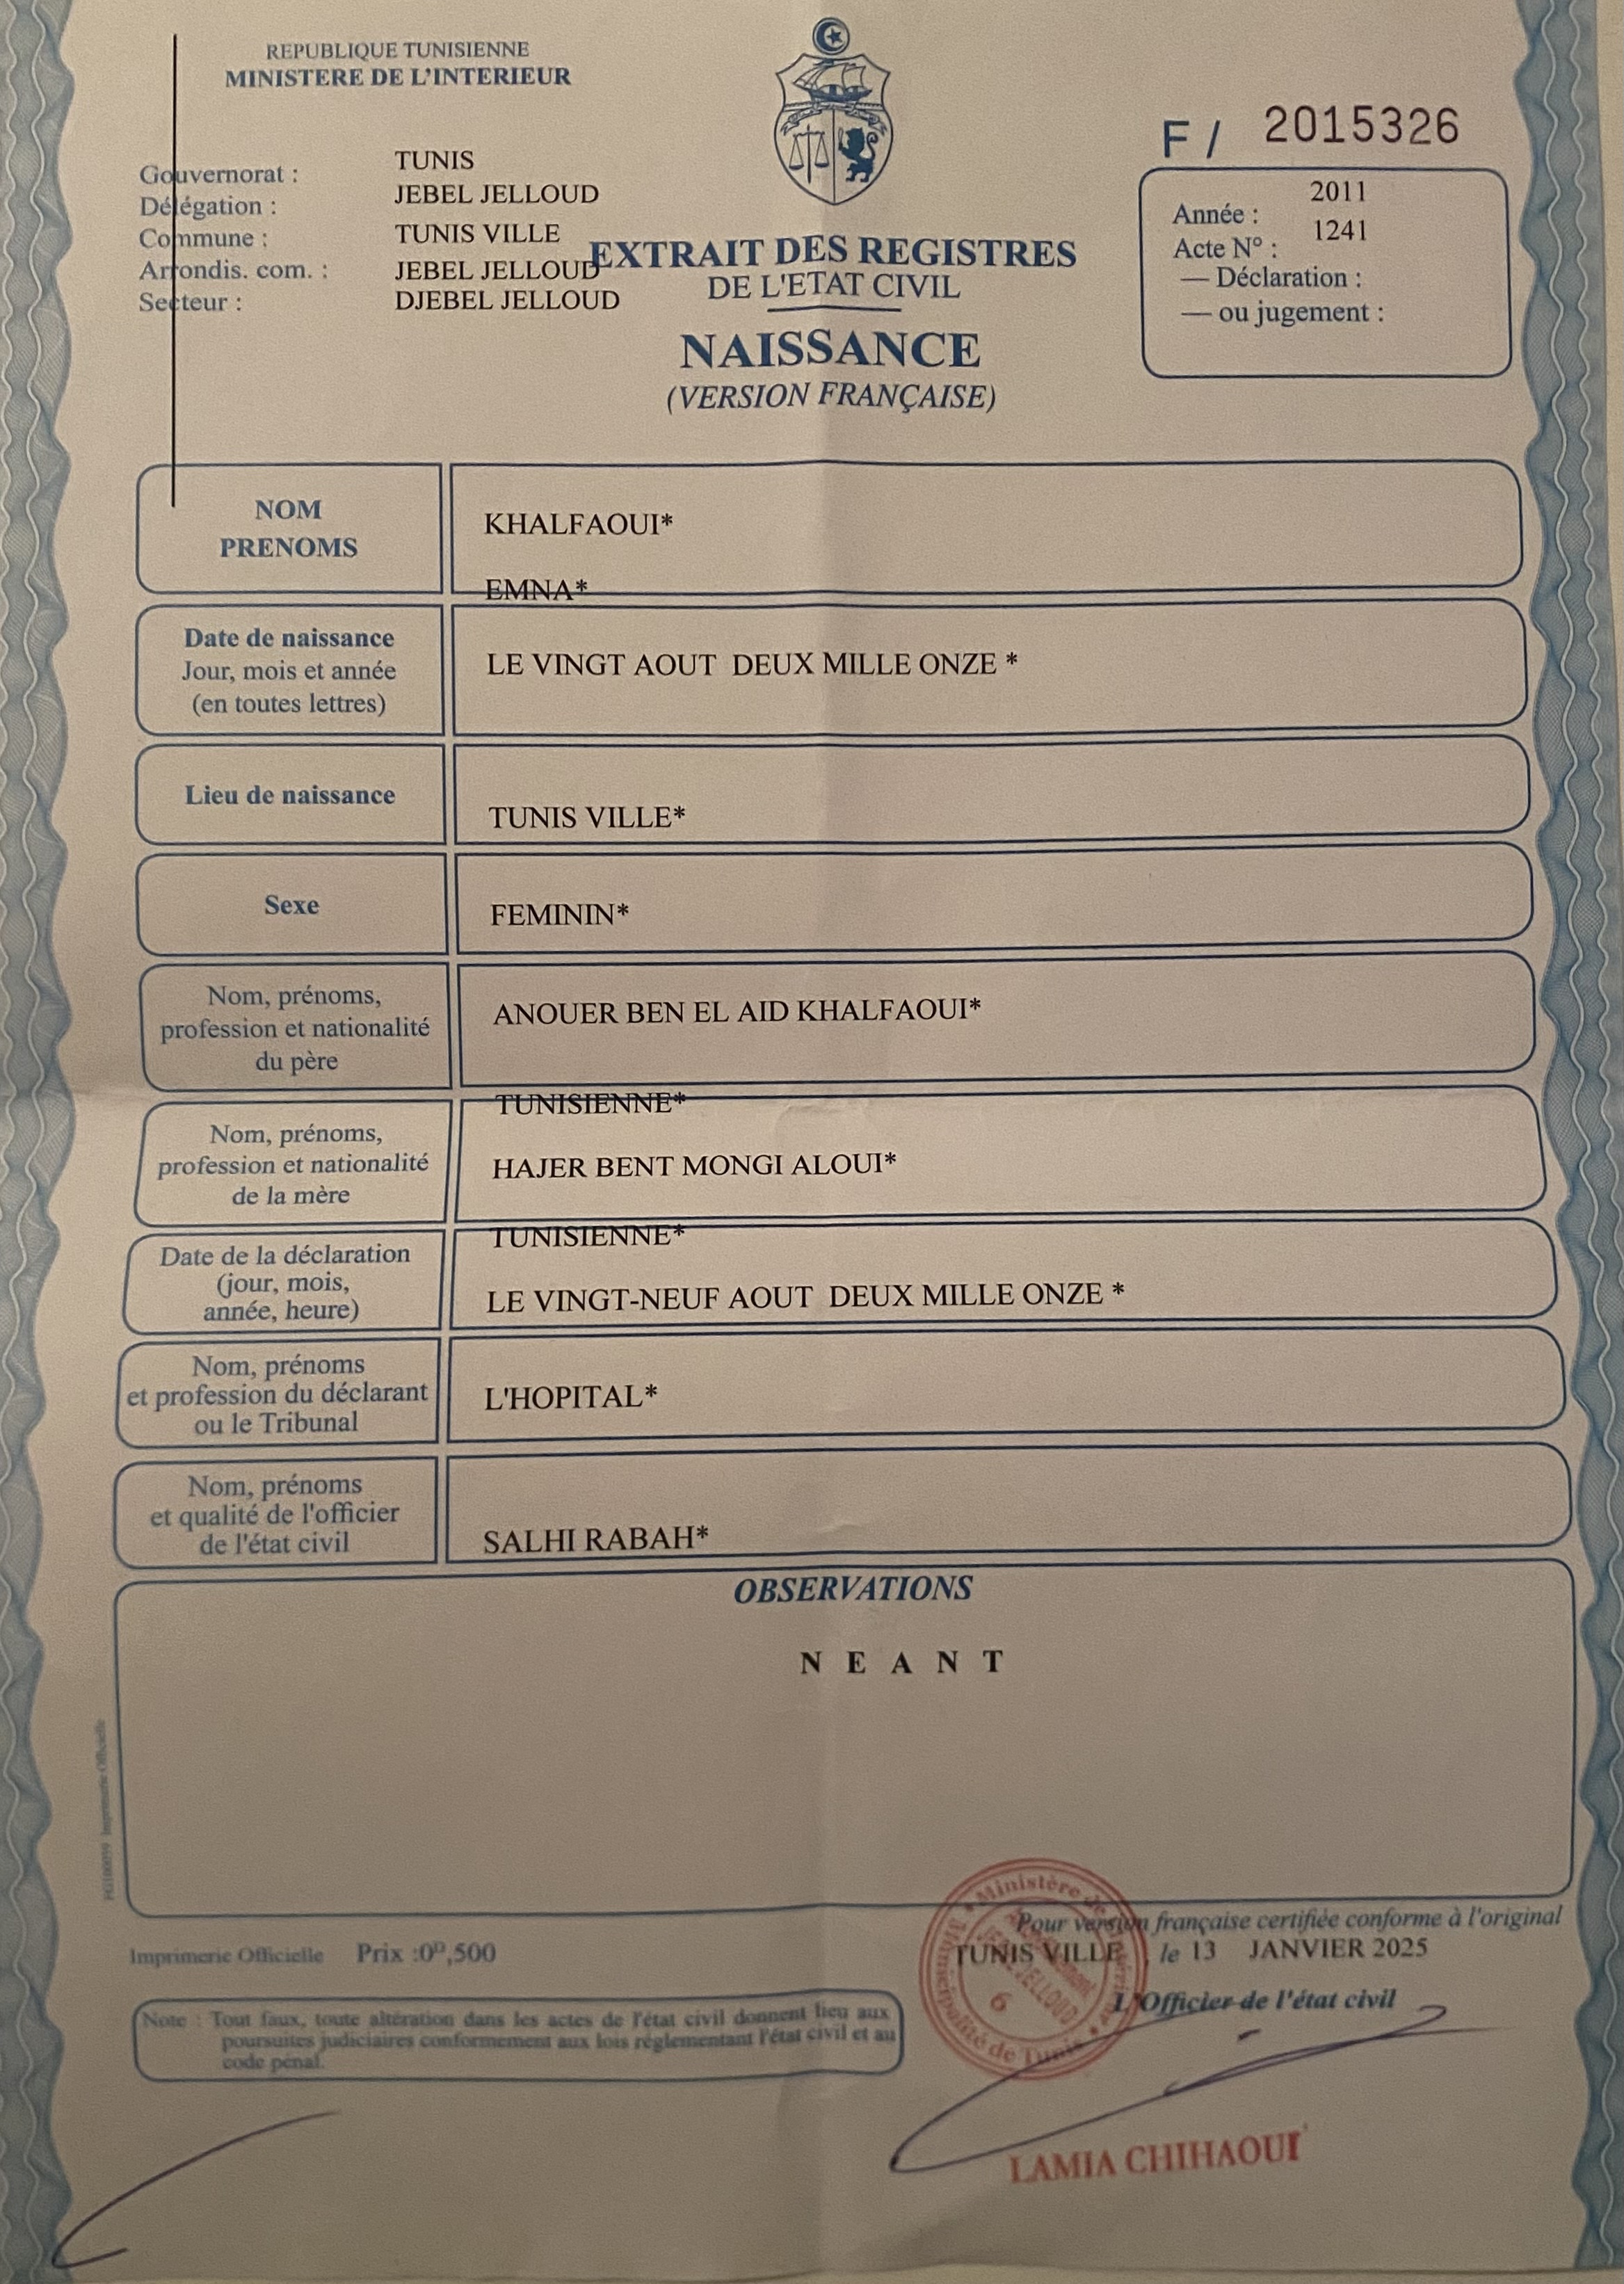 REPUBLIQUE TUNISIENNE
MINISTERE DE L'INTERIEUR
F / 2015326
Gouvernorat : TUNIS
Délégation : JEBEL JELLOUD
Commune : TUNIS VILLE
Arrondis. com. : JEBEL JELLOUD
Secteur : DJEBEL JELLOUD
EXTRAIT DES REGISTRES
DE L'ETAT CIVIL
NAISSANCE
(VERSION FRANÇAISE)
Année : 2011
Acte N° : 1241
— Déclaration :
— ou jugement :
NOM
PRENOMS
KHALFAOUI*
EMNA*
Date de naissance
Jour, mois et année
(en toutes lettres)
LE VINGT AOUT DEUX MILLE ONZE *
Lieu de naissance
TUNIS VILLE*
Sexe
FEMININ*
Nom, prénoms,
profession et nationalité
du père
ANOUER BEN EL AID KHALFAOUI*
TUNISIENNE*
Nom, prénoms,
profession et nationalité
de la mère
HAJER BENT MONGI ALOUI*
TUNISIENNE*
Date de la déclaration
(jour, mois,
année, heure)
LE VINGT-NEUF AOUT DEUX MILLE ONZE *
Nom, prénoms
et profession du déclarant
ou le Tribunal
L'HOPITAL*
Nom, prénoms
et qualité de l'officier
de l'état civil
SALHI RABAH*
OBSERVATIONS
N E A N T
Imprimerie Officielle
Pour version française certifiée conforme à l'original
TUNIS VILLE le 13 JANVIER 2025
L'Officier de l'état civil
Imprimerie Officielle Prix :0ᴰ,500
Note : Tout faux, toute altération dans les actes de l'état civil donnent lieu aux
poursuites judiciaires conformement aux lois réglementant l'état civil et au
code pénal.
Municipalité de Tunis
6
JELLOUD
LAMIA CHIHAOUI